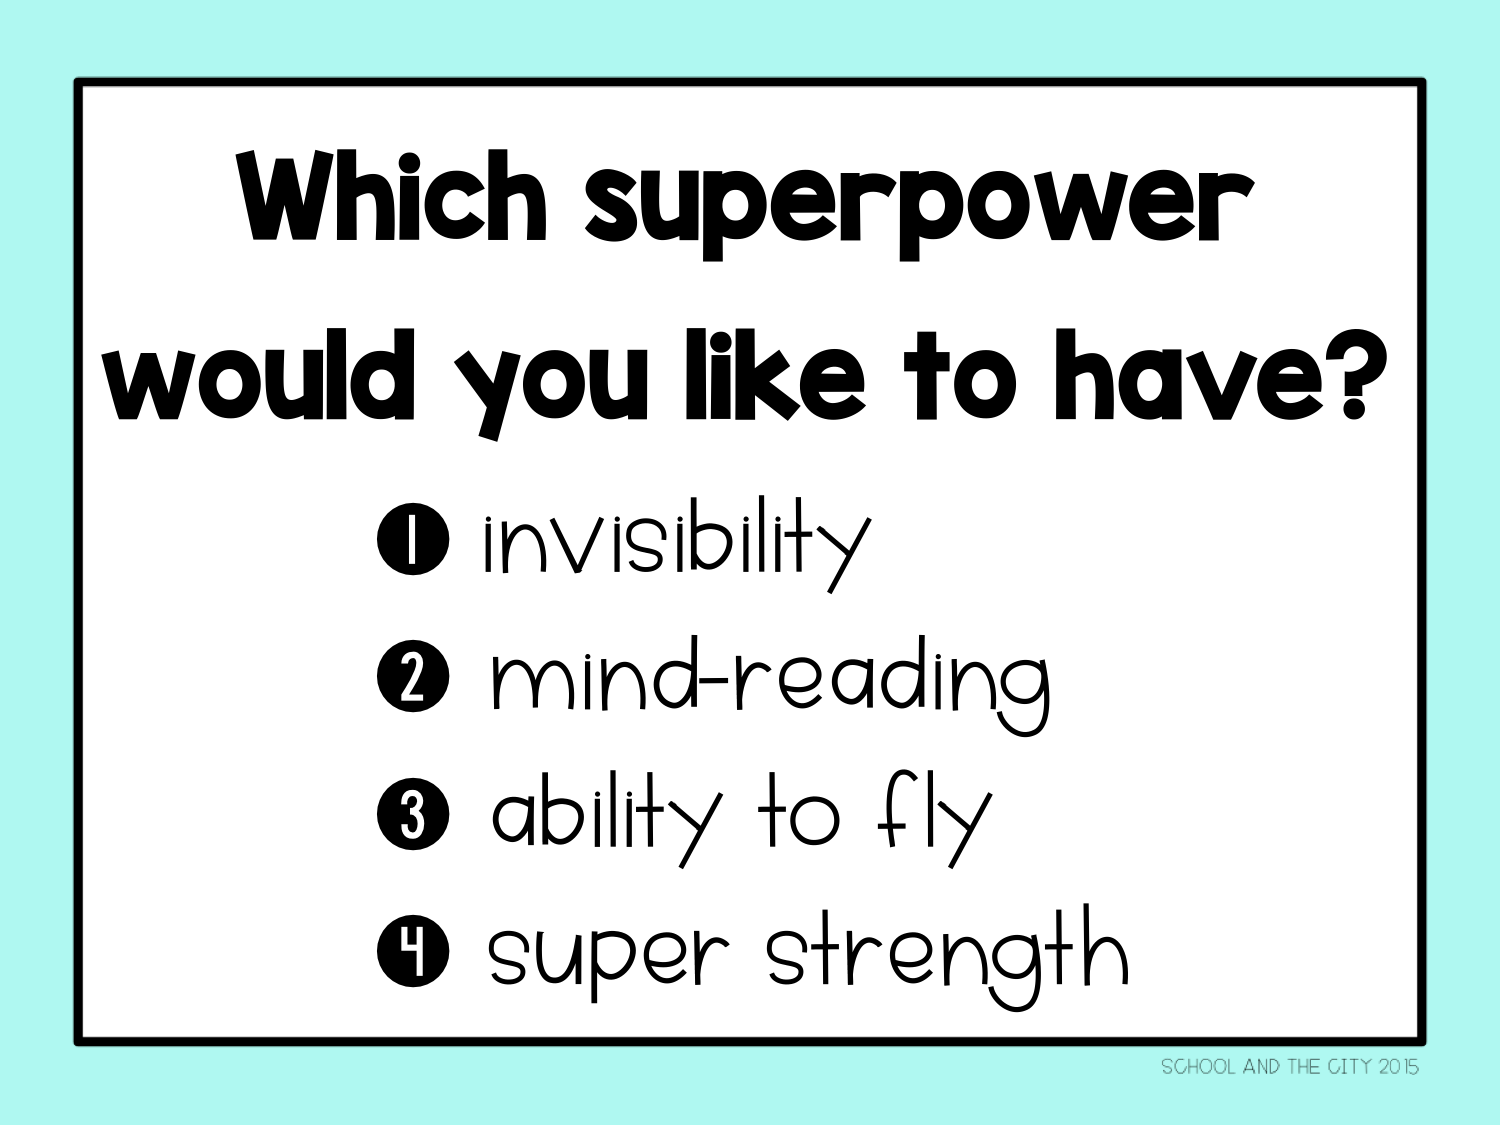 Which superpower
would you like to have?
1 invisibility
2 mind-reading
3 ability to fly
4 super strength
SCHOOL AND THE CITY 2015